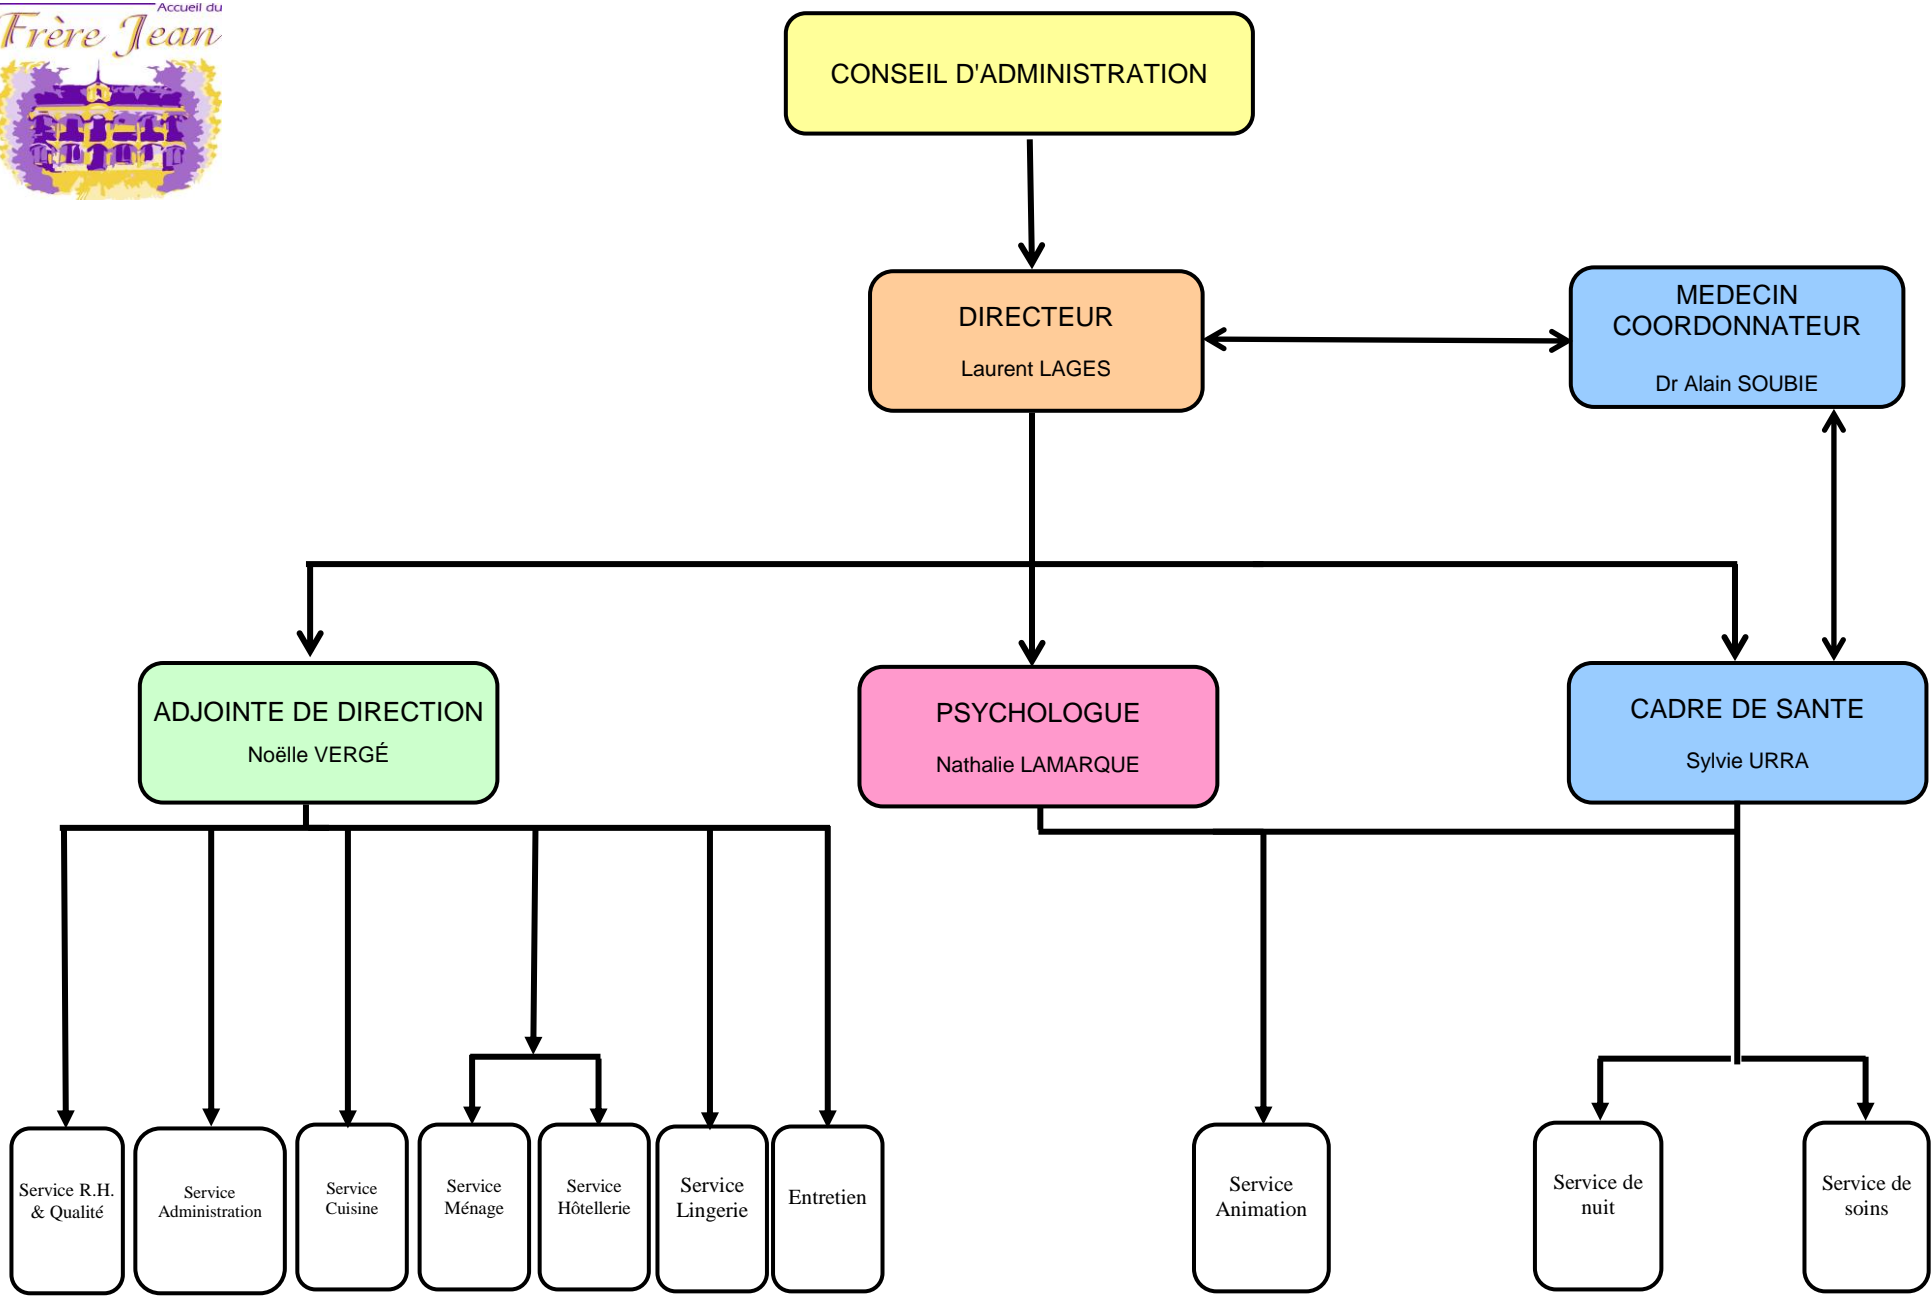 Accueil du
Frère Jean
CONSEIL D'ADMINISTRATION
DIRECTEUR
Laurent LAGES
MEDECIN
COORDONNATEUR
Dr Alain SOUBIE
ADJOINTE DE DIRECTION
Noëlle VERGÉ
PSYCHOLOGUE
Nathalie LAMARQUE
CADRE DE SANTE
Sylvie URRA
Service R.H.
& Qualité
Service
Administration
Service
Cuisine
Service
Ménage
Service
Hôtellerie
Service
Lingerie
Entretien
Service
Animation
Service de
nuit
Service de
soins